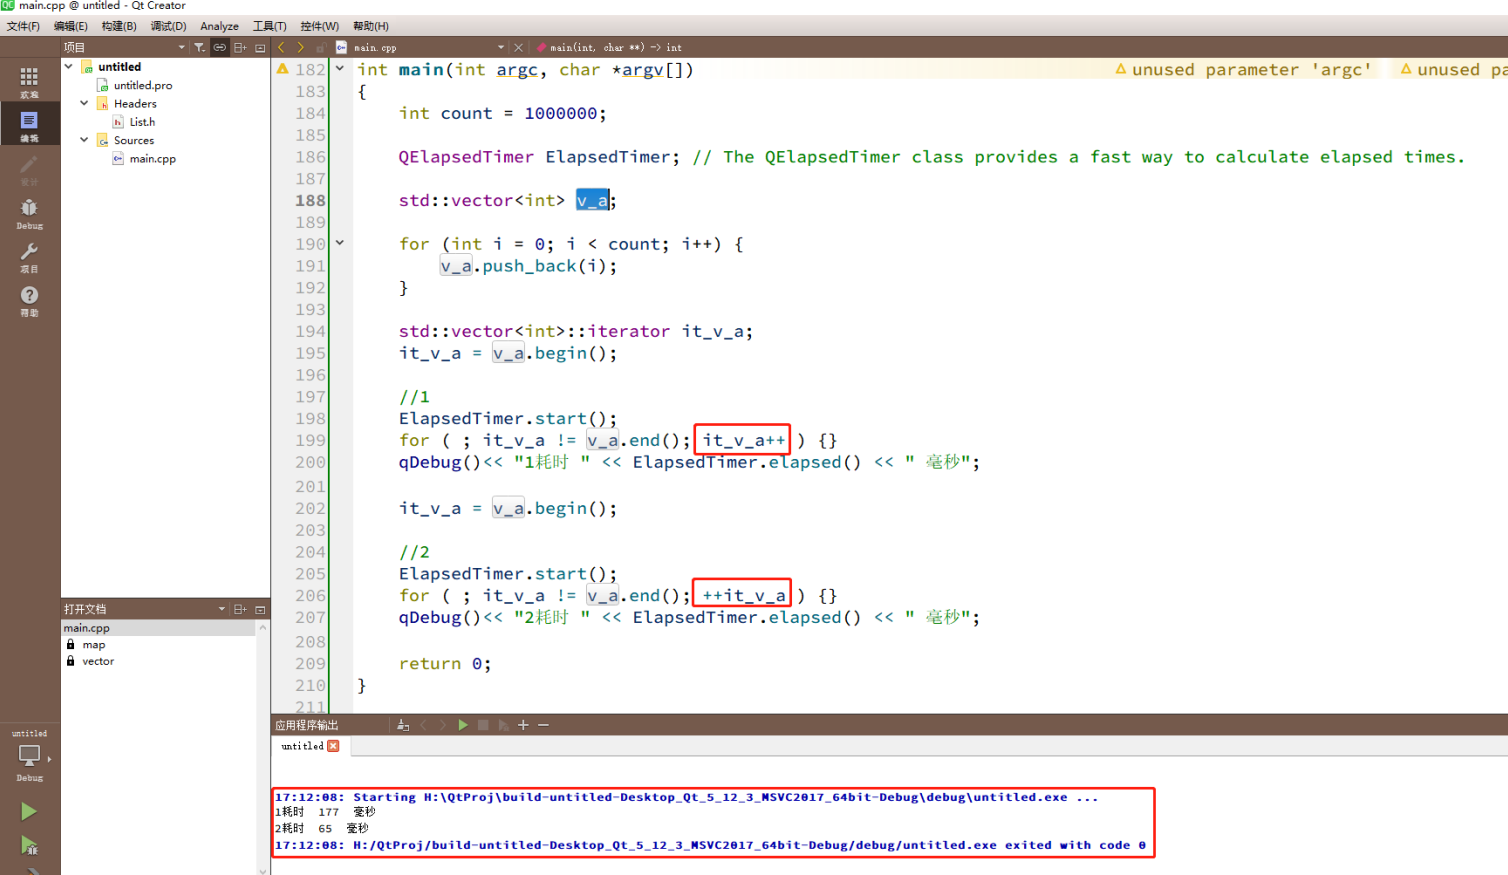 main.cpp @ untitled - Qt Creator
文件(F) 编辑(E) 构建(B) 调试(D) Analyze 工具(T) 控件(W) 帮助(H)
项目
main.cpp
main(int, char **) -> int
untitled
untitled.pro
Headers
List.h
Sources
main.cpp
欢迎
编辑
设计
Debug
项目
帮助
182 int main(int argc, char *argv[]) unused parameter 'argc' unused pa
183 {
184 int count = 1000000;
185
186 QElapsedTimer ElapsedTimer; // The QElapsedTimer class provides a fast way to calculate elapsed times.
187
188 std::vector<int> v_a;
189
190 for (int i = 0; i < count; i++) {
191 v_a.push_back(i);
192 }
193
194 std::vector<int>::iterator it_v_a;
195 it_v_a = v_a.begin();
196
197 //1
198 ElapsedTimer.start();
199 for ( ; it_v_a != v_a.end(); it_v_a++ ) {}
200 qDebug()<< "1耗时 " << ElapsedTimer.elapsed() << " 毫秒";
201
202 it_v_a = v_a.begin();
203
204 //2
205 ElapsedTimer.start();
206 for ( ; it_v_a != v_a.end(); ++it_v_a ) {}
207 qDebug()<< "2耗时 " << ElapsedTimer.elapsed() << " 毫秒";
208
209 return 0;
210 }
211
打开文档
main.cpp
map
vector
untitled
Debug
应用程序输出
untitled
17:12:08: Starting H:\QtProj\build-untitled-Desktop_Qt_5_12_3_MSVC2017_64bit-Debug\debug\untitled.exe ...
1耗时 177 毫秒
2耗时 65 毫秒
17:12:08: H:/QtProj/build-untitled-Desktop_Qt_5_12_3_MSVC2017_64bit-Debug/debug/untitled.exe exited with code 0